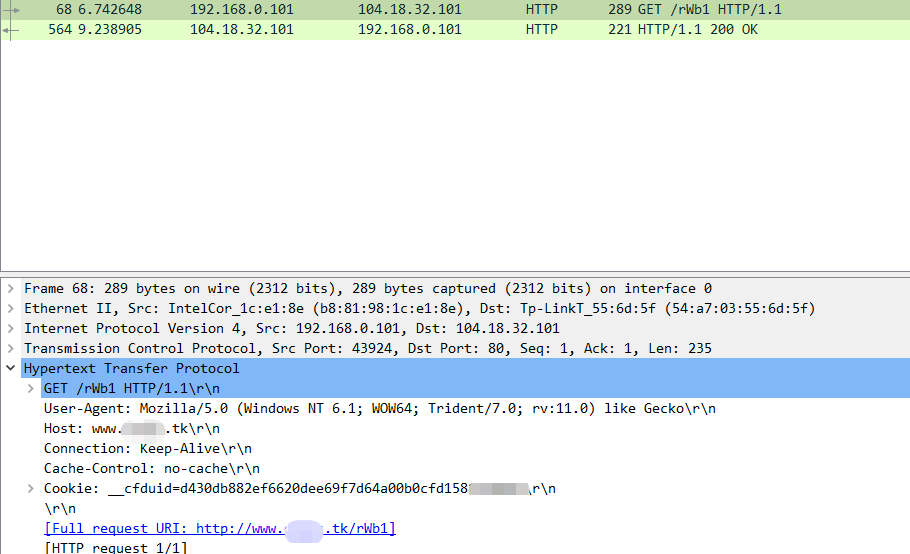 68 6.742648 192.168.0.101 104.18.32.101 HTTP 289 GET /rWb1 HTTP/1.1
564 9.238905 104.18.32.101 192.168.0.101 HTTP 221 HTTP/1.1 200 OK
Frame 68: 289 bytes on wire (2312 bits), 289 bytes captured (2312 bits) on interface 0
Ethernet II, Src: IntelCor_1c:e1:8e (b8:81:98:1c:e1:8e), Dst: Tp-LinkT_55:6d:5f (54:a7:03:55:6d:5f)
Internet Protocol Version 4, Src: 192.168.0.101, Dst: 104.18.32.101
Transmission Control Protocol, Src Port: 43924, Dst Port: 80, Seq: 1, Ack: 1, Len: 235
Hypertext Transfer Protocol
GET /rWb1 HTTP/1.1\r\n
User-Agent: Mozilla/5.0 (Windows NT 6.1; WOW64; Trident/7.0; rv:11.0) like Gecko\r\n
Host: www. .tk\r\n
Connection: Keep-Alive\r\n
Cache-Control: no-cache\r\n
Cookie: __cfduid=d430db882ef6620dee69f7d64a00b0cfd158 \r\n
\r\n
[Full request URI: http://www. .tk/rWb1]
[HTTP request 1/1]